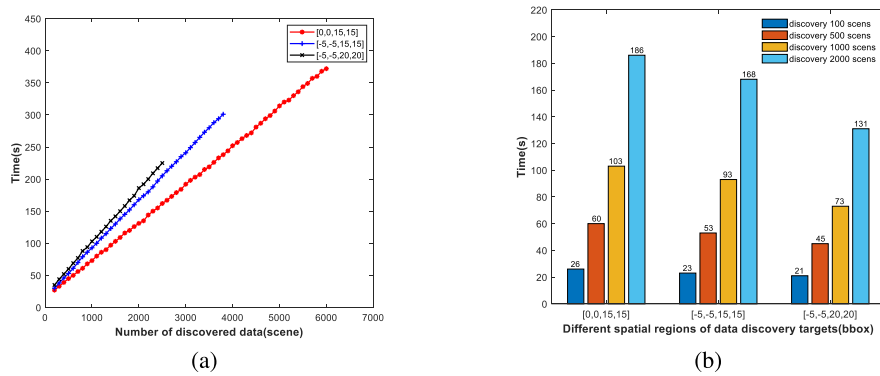 450
400
350
300
250
200
150
100
50
0
Time(s)
[0,0,15,15]
[-5,-5,15,15]
[-5,-5,20,20]
0 1000 2000 3000 4000 5000 6000 7000
Number of discovered data(scene)
(a)
220
200
180
160
140
120
100
80
60
40
20
0
Time(s)
discovery 100 scens
discovery 500 scens
discovery 1000 scens
discovery 2000 scens
26 60 103 186
23 53 93 168
21 45 73 131
[0,0,15,15] [-5,-5,15,15] [-5,-5,20,20]
Different spatial regions of data discovery targets(bbox)
(b)